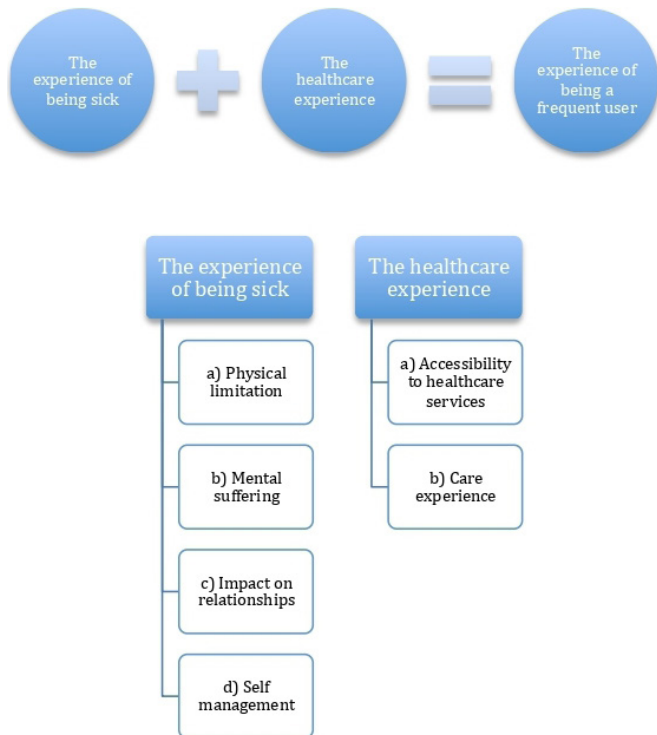 The
experience of
being sick
The
healthcare
experience
The
experience of
being a
frequent user
The experience
of being sick
a) Physical
limitation
b) Mental
suffering
c) Impact on
relationships
d) Self
management
The healthcare
experience
a) Accessibility
to healthcare
services
b) Care
experience